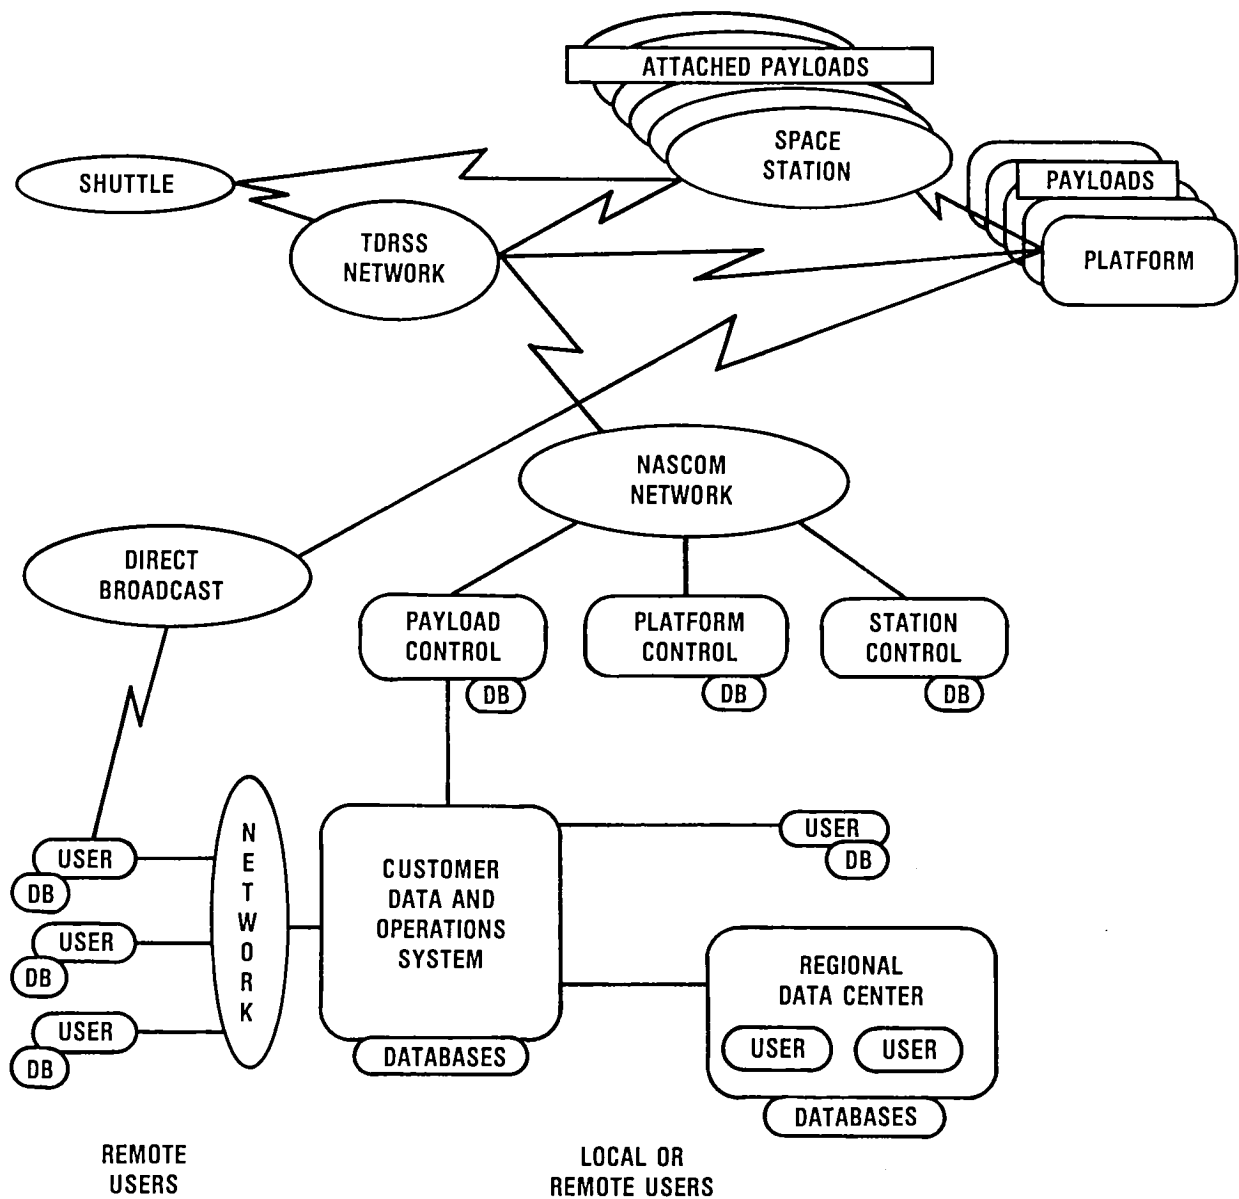 ATTACHED PAYLOADS
SPACE
STATION
SHUTTLE
PAYLOADS
TDRSS
NETWORK
PLATFORM
NASCOM
NETWORK
DIRECT
BROADCAST
PAYLOAD
CONTROL
DB
PLATFORM
CONTROL
DB
STATION
CONTROL
DB
USER
DB
USER
DB
USER
DB
NETWORK
CUSTOMER
DATA AND
OPERATIONS
SYSTEM
DATABASES
USER
DB
REGIONAL
DATA CENTER
USER
USER
DATABASES
REMOTE
USERS
LOCAL OR
REMOTE USERS